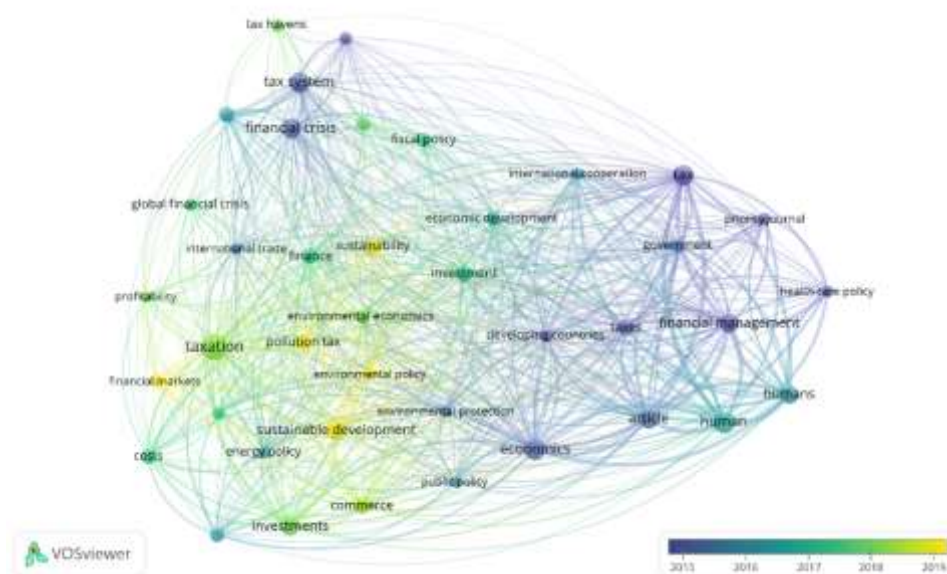 tax havens
tax system
financial crisis
fiscal policy
international cooperation
tax
global financial crisis
economic development
priority journal
international trade
sustainability
government
finance
investment
profitability
health care policy
environmental economics
taxes
financial management
developing countries
taxation
pollution tax
financial markets
environmental policy
humans
environmental protection
article
human
sustainable development
costs
energy policy
economics
public policy
commerce
investments
VOSviewer
2015 2016 2017 2018 2019